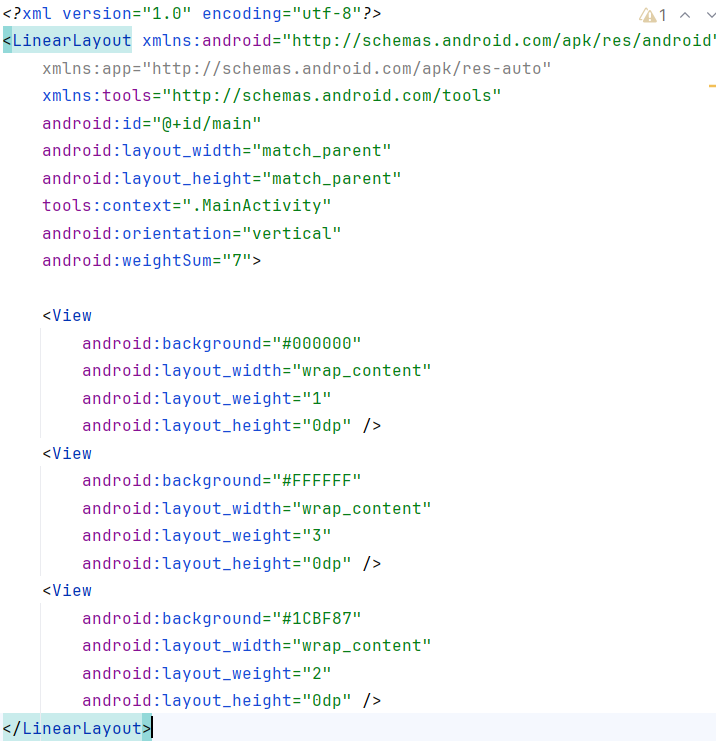 <?xml version="1.0" encoding="utf-8"?>
1
<LinearLayout xmlns:android="http://schemas.android.com/apk/res/android"
    xmlns:app="http://schemas.android.com/apk/res-auto"
    xmlns:tools="http://schemas.android.com/tools"
    android:id="@+id/main"
    android:layout_width="match_parent"
    android:layout_height="match_parent"
    tools:context=".MainActivity"
    android:orientation="vertical"
    android:weightSum="7">

    <View
        android:background="#000000"
        android:layout_width="wrap_content"
        android:layout_weight="1"
        android:layout_height="0dp" />
    <View
        android:background="#FFFFFF"
        android:layout_width="wrap_content"
        android:layout_weight="3"
        android:layout_height="0dp" />
    <View
        android:background="#1CBF87"
        android:layout_width="wrap_content"
        android:layout_weight="2"
        android:layout_height="0dp" />
</LinearLayout>